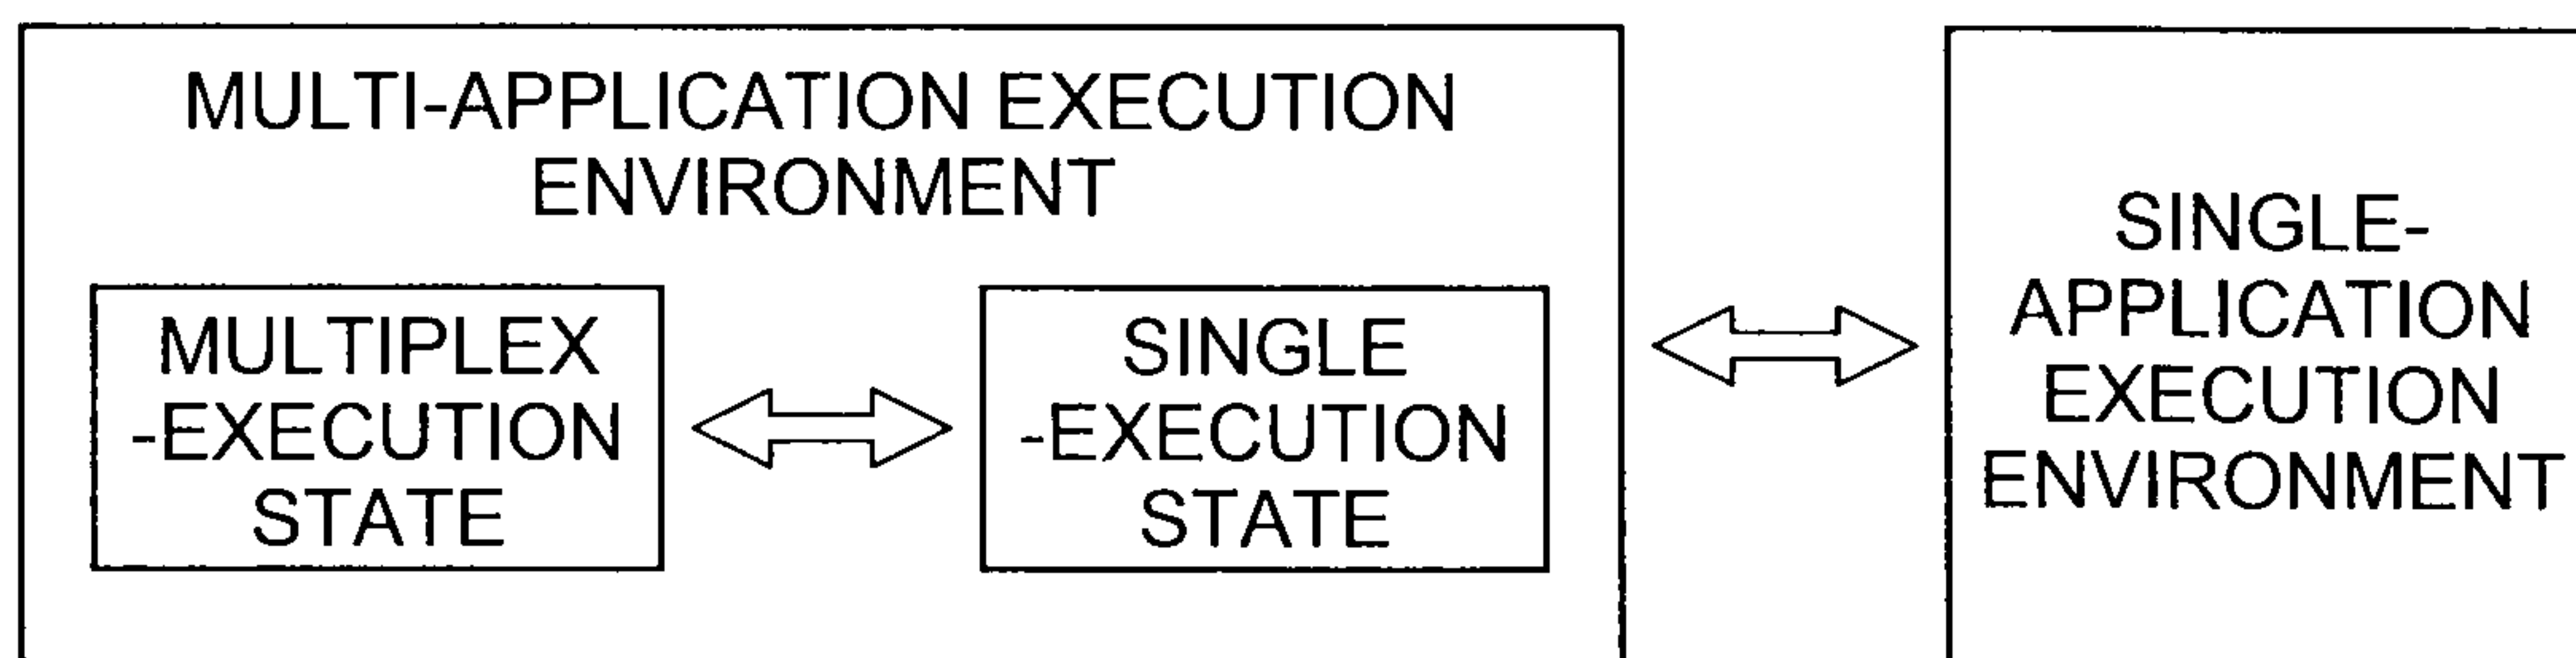 MULTI-APPLICATION EXECUTION
ENVIRONMENT
MULTIPLEX
-EXECUTION
STATE
SINGLE
-EXECUTION
STATE
SINGLE-
APPLICATION
EXECUTION
ENVIRONMENT